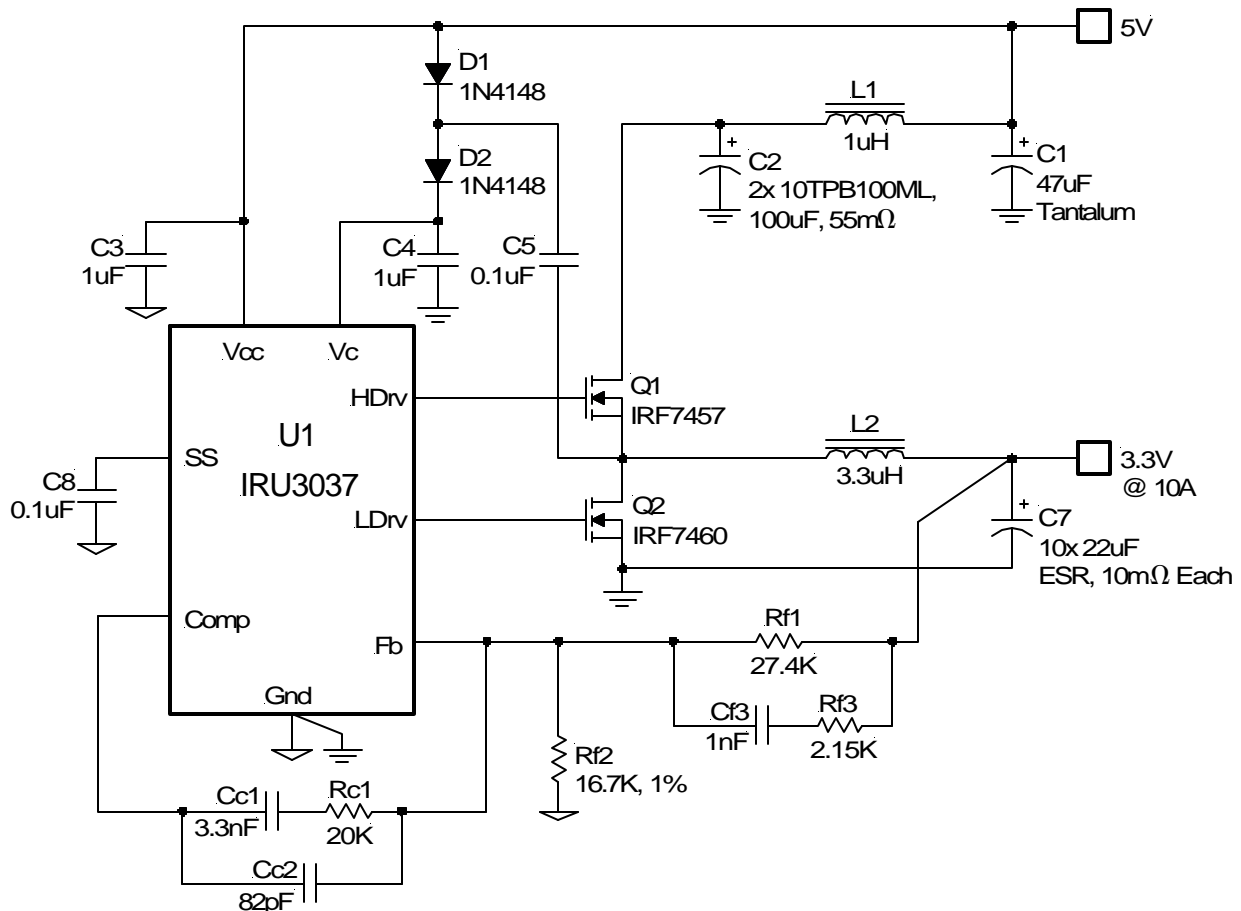 5V
D1
1N4148
L1
1uH
D2
1N4148
C2
2x 10TPB100ML,
100uF, 55mΩ
C1
47uF
Tantalum
C3
1uF
C4
1uF
C5
0.1uF
Vcc
Vc
HDrv
Q1
IRF7457
U1
IRU3037
SS
C8
0.1uF
L2
3.3uH
3.3V
@ 10A
LDrv
Q2
IRF7460
C7
10x 22uF
ESR, 10mΩ Each
Comp
Fb
Rf1
27.4K
Gnd
Cf3
1nF
Rf3
2.15K
Rf2
16.7K, 1%
Cc1
3.3nF
Rc1
20K
Cc2
82pF